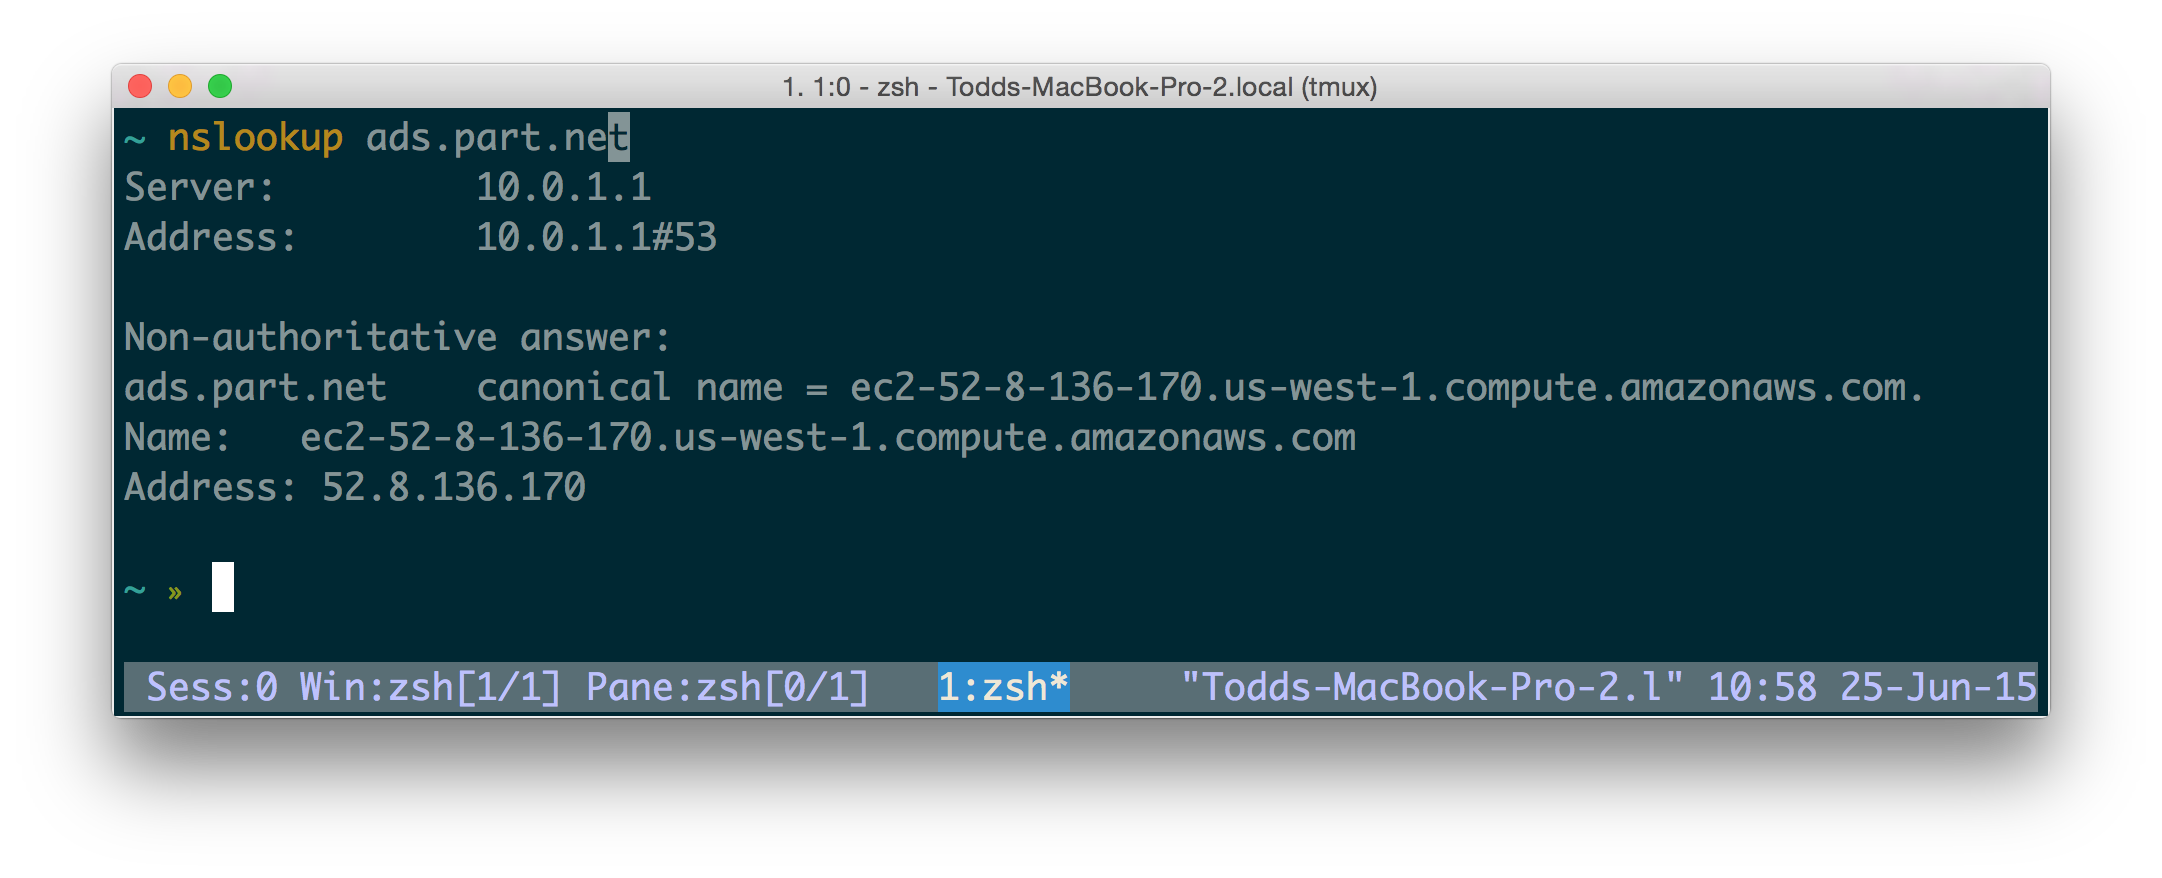 1. 1:0 - zsh - Todds-MacBook-Pro-2.local (tmux)
~ nslookup ads.part.net
Server:         10.0.1.1
Address:        10.0.1.1#53
Non-authoritative answer:
ads.part.net    canonical name = ec2-52-8-136-170.us-west-1.compute.amazonaws.com.
Name:   ec2-52-8-136-170.us-west-1.compute.amazonaws.com
Address: 52.8.136.170
~ »
Sess:0 Win:zsh[1/1] Pane:zsh[0/1]   1:zsh*     "Todds-MacBook-Pro-2.l" 10:58 25-Jun-15